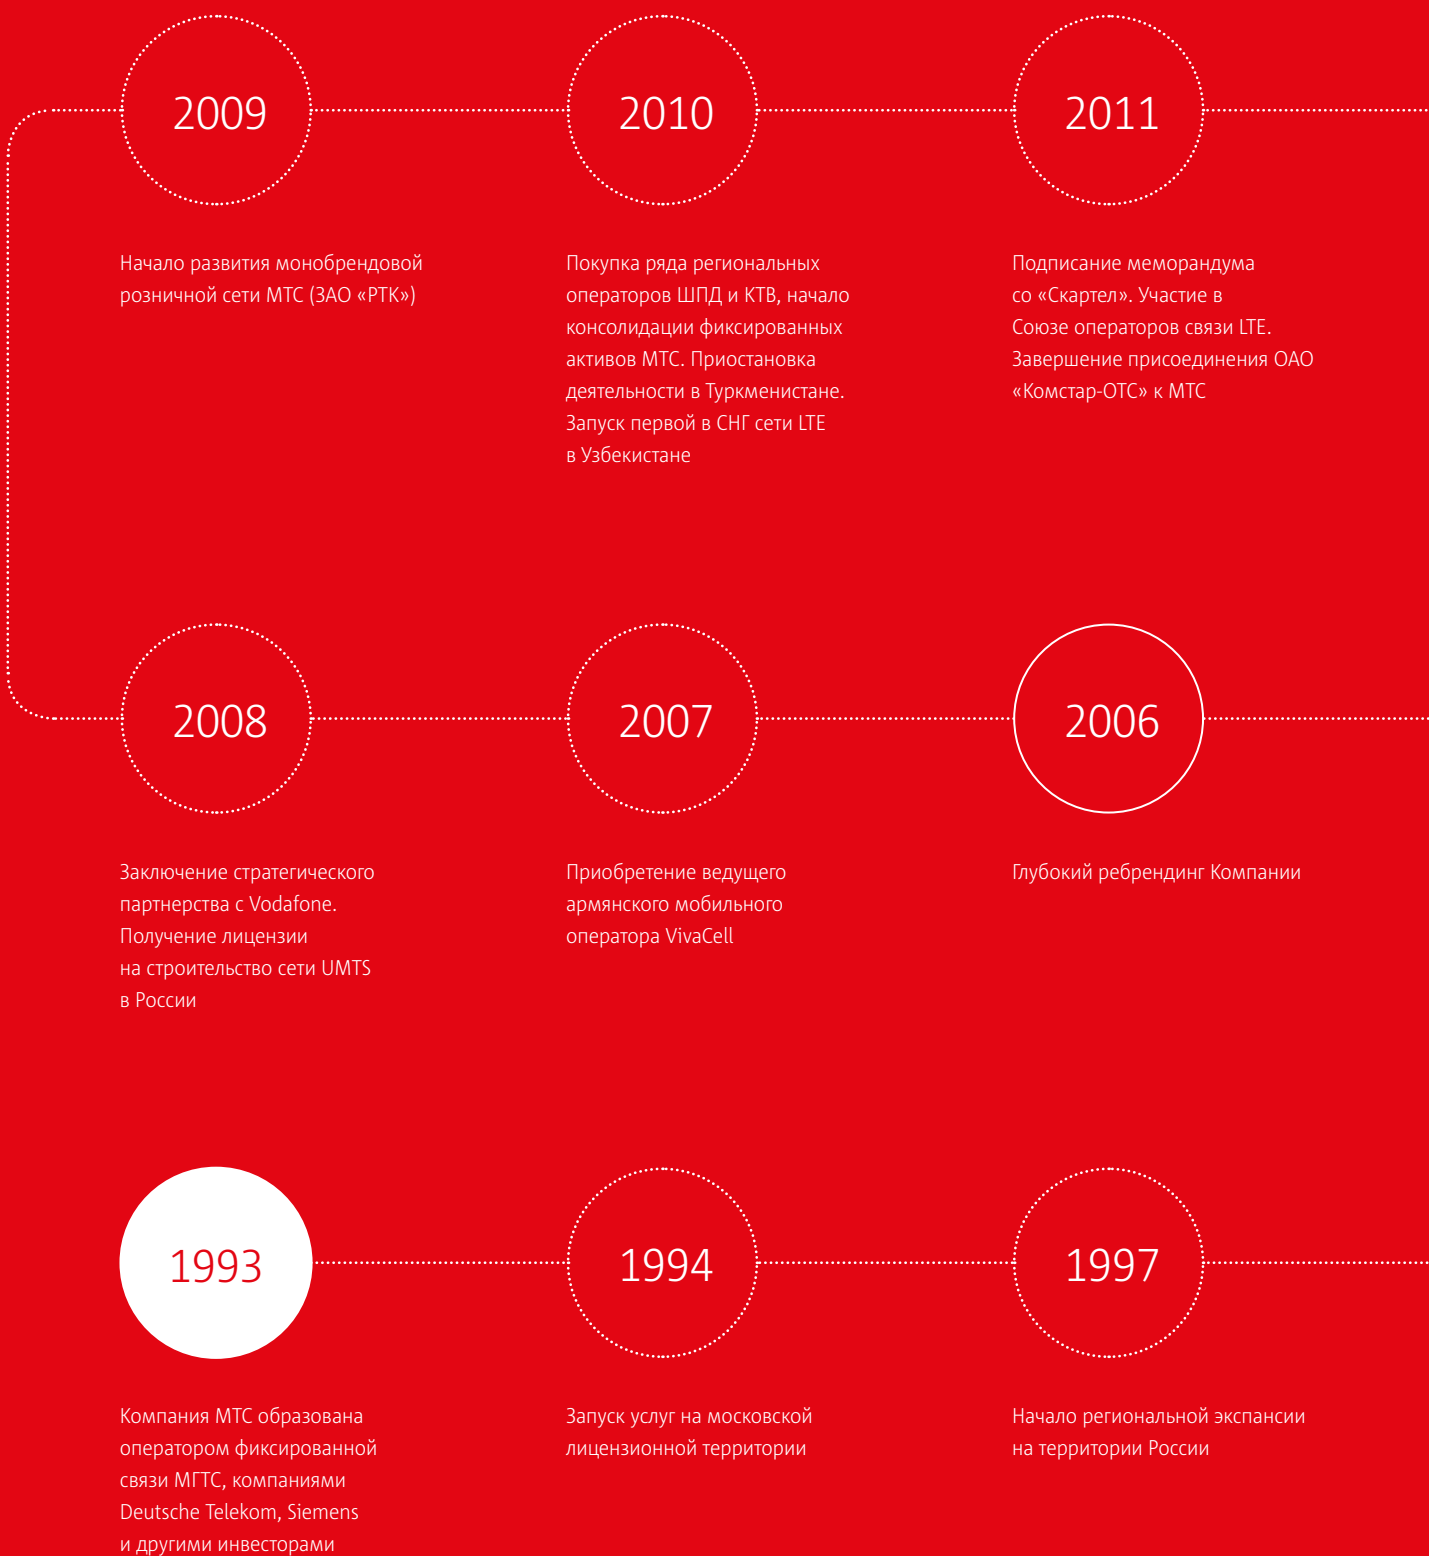 2009
Начало развития монобрендовой
розничной сети МТС (ЗАО «РТК»)
2010
Покупка ряда региональных
операторов ШПД и КТВ, начало
консолидации фиксированных
активов МТС. Приостановка
деятельности в Туркменистане.
Запуск первой в СНГ сети LTE
в Узбекистане
2011
Подписание меморандума
со «Скартел». Участие в
Союзе операторов связи LTE.
Завершение присоединения ОАО
«Комстар-ОТС» к МТС
2008
Заключение стратегического
партнерства с Vodafone.
Получение лицензии
на строительство сети UMTS
в России
2007
Приобретение ведущего
армянского мобильного
оператора VivaCell
2006
Глубокий ребрендинг Компании
1993
Компания МТС образована
оператором фиксированной
связи МГТС, компаниями
Deutsche Telekom, Siemens
и другими инвесторами
1994
Запуск услуг на московской
лицензионной территории
1997
Начало региональной экспансии
на территории России